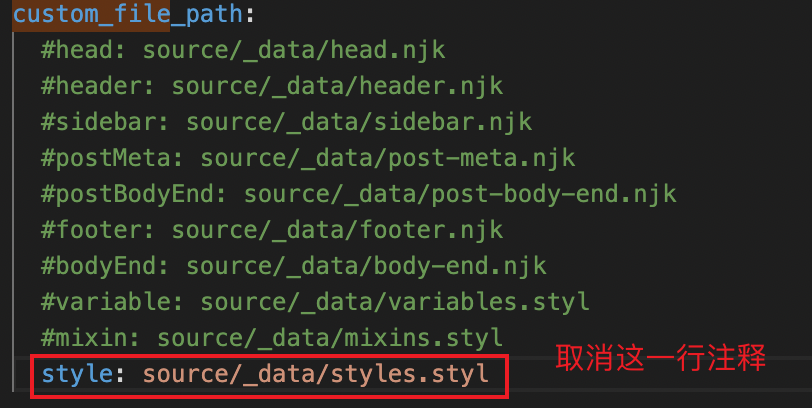 custom_file_path:
#head: source/_data/head.njk
#header: source/_data/header.njk
#sidebar: source/_data/sidebar.njk
#postMeta: source/_data/post-meta.njk
#postBodyEnd: source/_data/post-body-end.njk
#footer: source/_data/footer.njk
#bodyEnd: source/_data/body-end.njk
#variable: source/_data/variables.styl
#mixin: source/_data/mixins.styl
style: source/_data/styles.styl
取消这一行注释